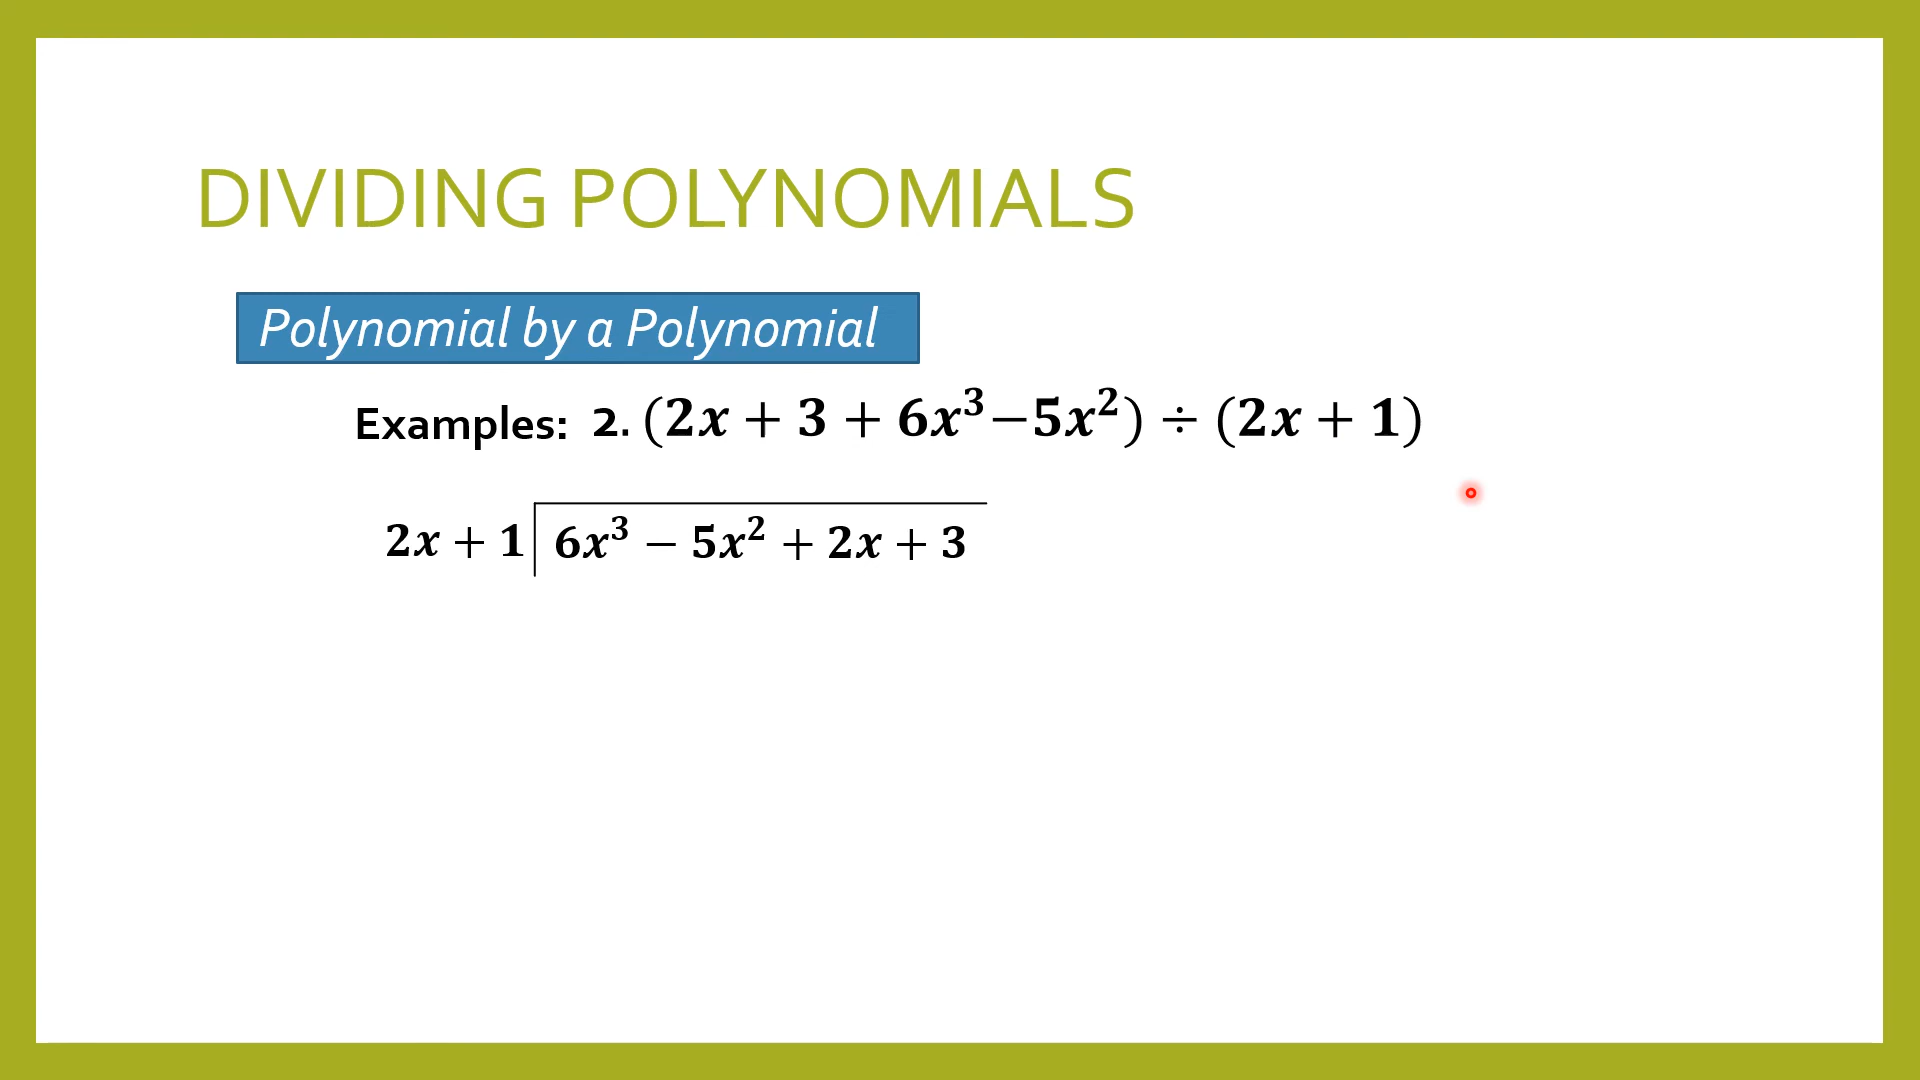 DIVIDING POLYNOMIALS
Polynomial by a Polynomial
Examples: 2. (2x + 3 + 6x³−5x²) ÷ (2x + 1)
2x + 1 6x³ − 5x² + 2x + 3